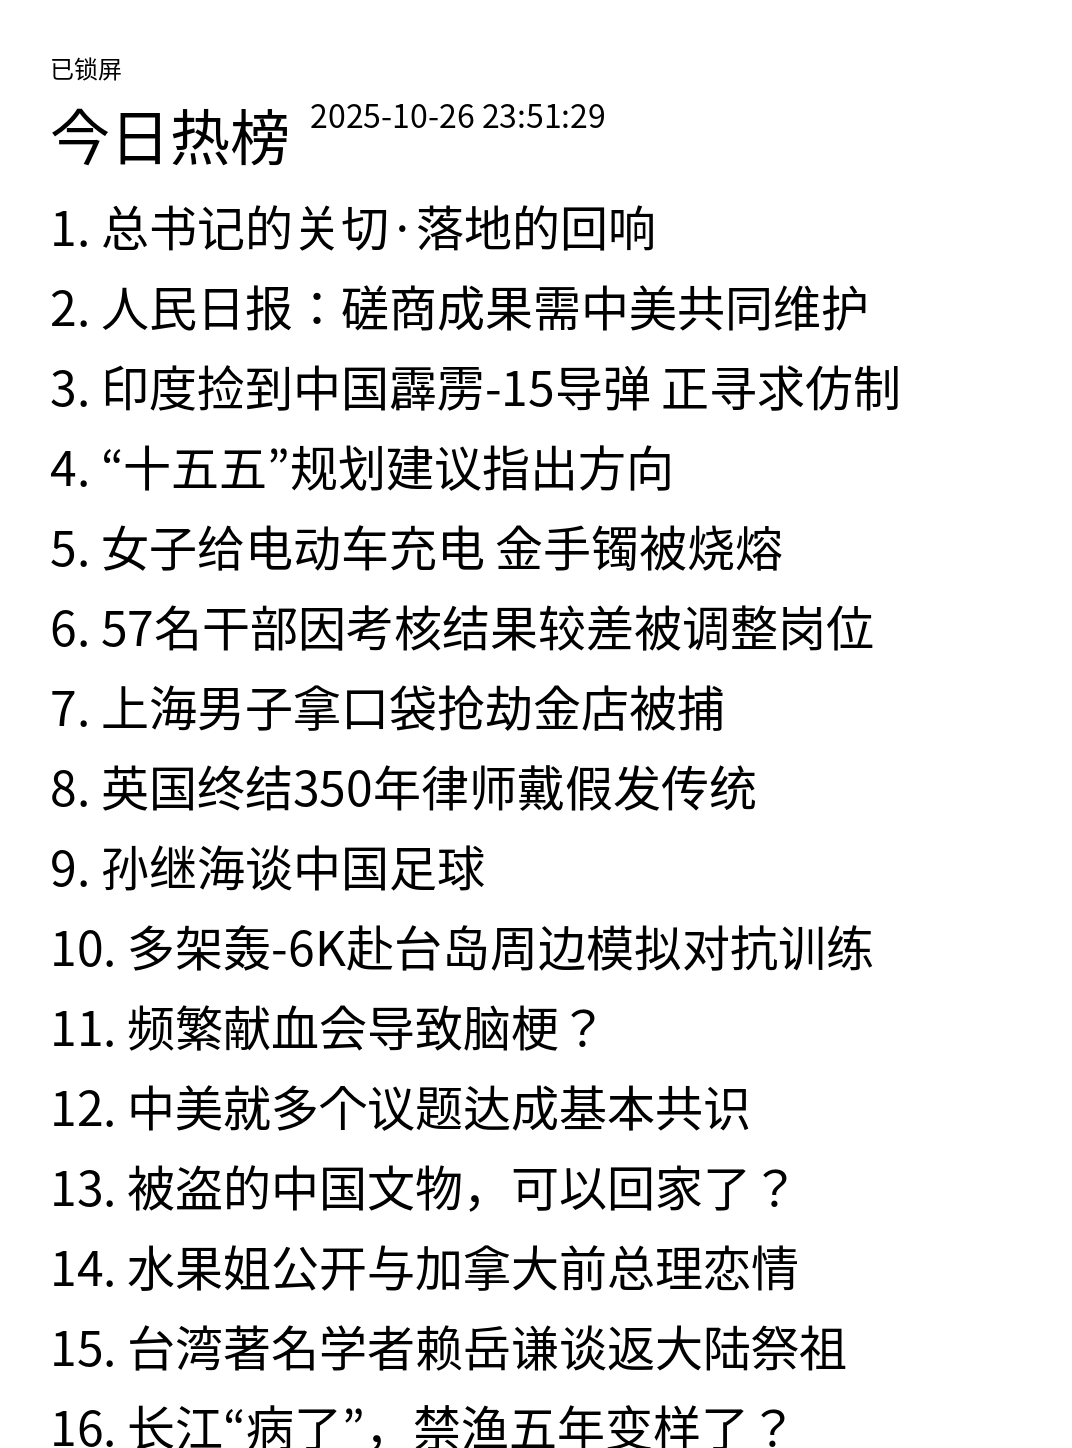 已锁屏
今日热榜 2025-10-26 23:51:29
1. 总书记的关切·落地的回响
2. 人民日报：磋商成果需中美共同维护
3. 印度捡到中国霹雳-15导弹 正寻求仿制
4. “十五五”规划建议指出方向
5. 女子给电动车充电 金手镯被烧熔
6. 57名干部因考核结果较差被调整岗位
7. 上海男子拿口袋抢劫金店被捕
8. 英国终结350年律师戴假发传统
9. 孙继海谈中国足球
10. 多架轰-6K赴台岛周边模拟对抗训练
11. 频繁献血会导致脑梗？
12. 中美就多个议题达成基本共识
13. 被盗的中国文物，可以回家了？
14. 水果姐公开与加拿大前总理恋情
15. 台湾著名学者赖岳谦谈返大陆祭祖
16. 长江“病了”，禁渔五年变样了？